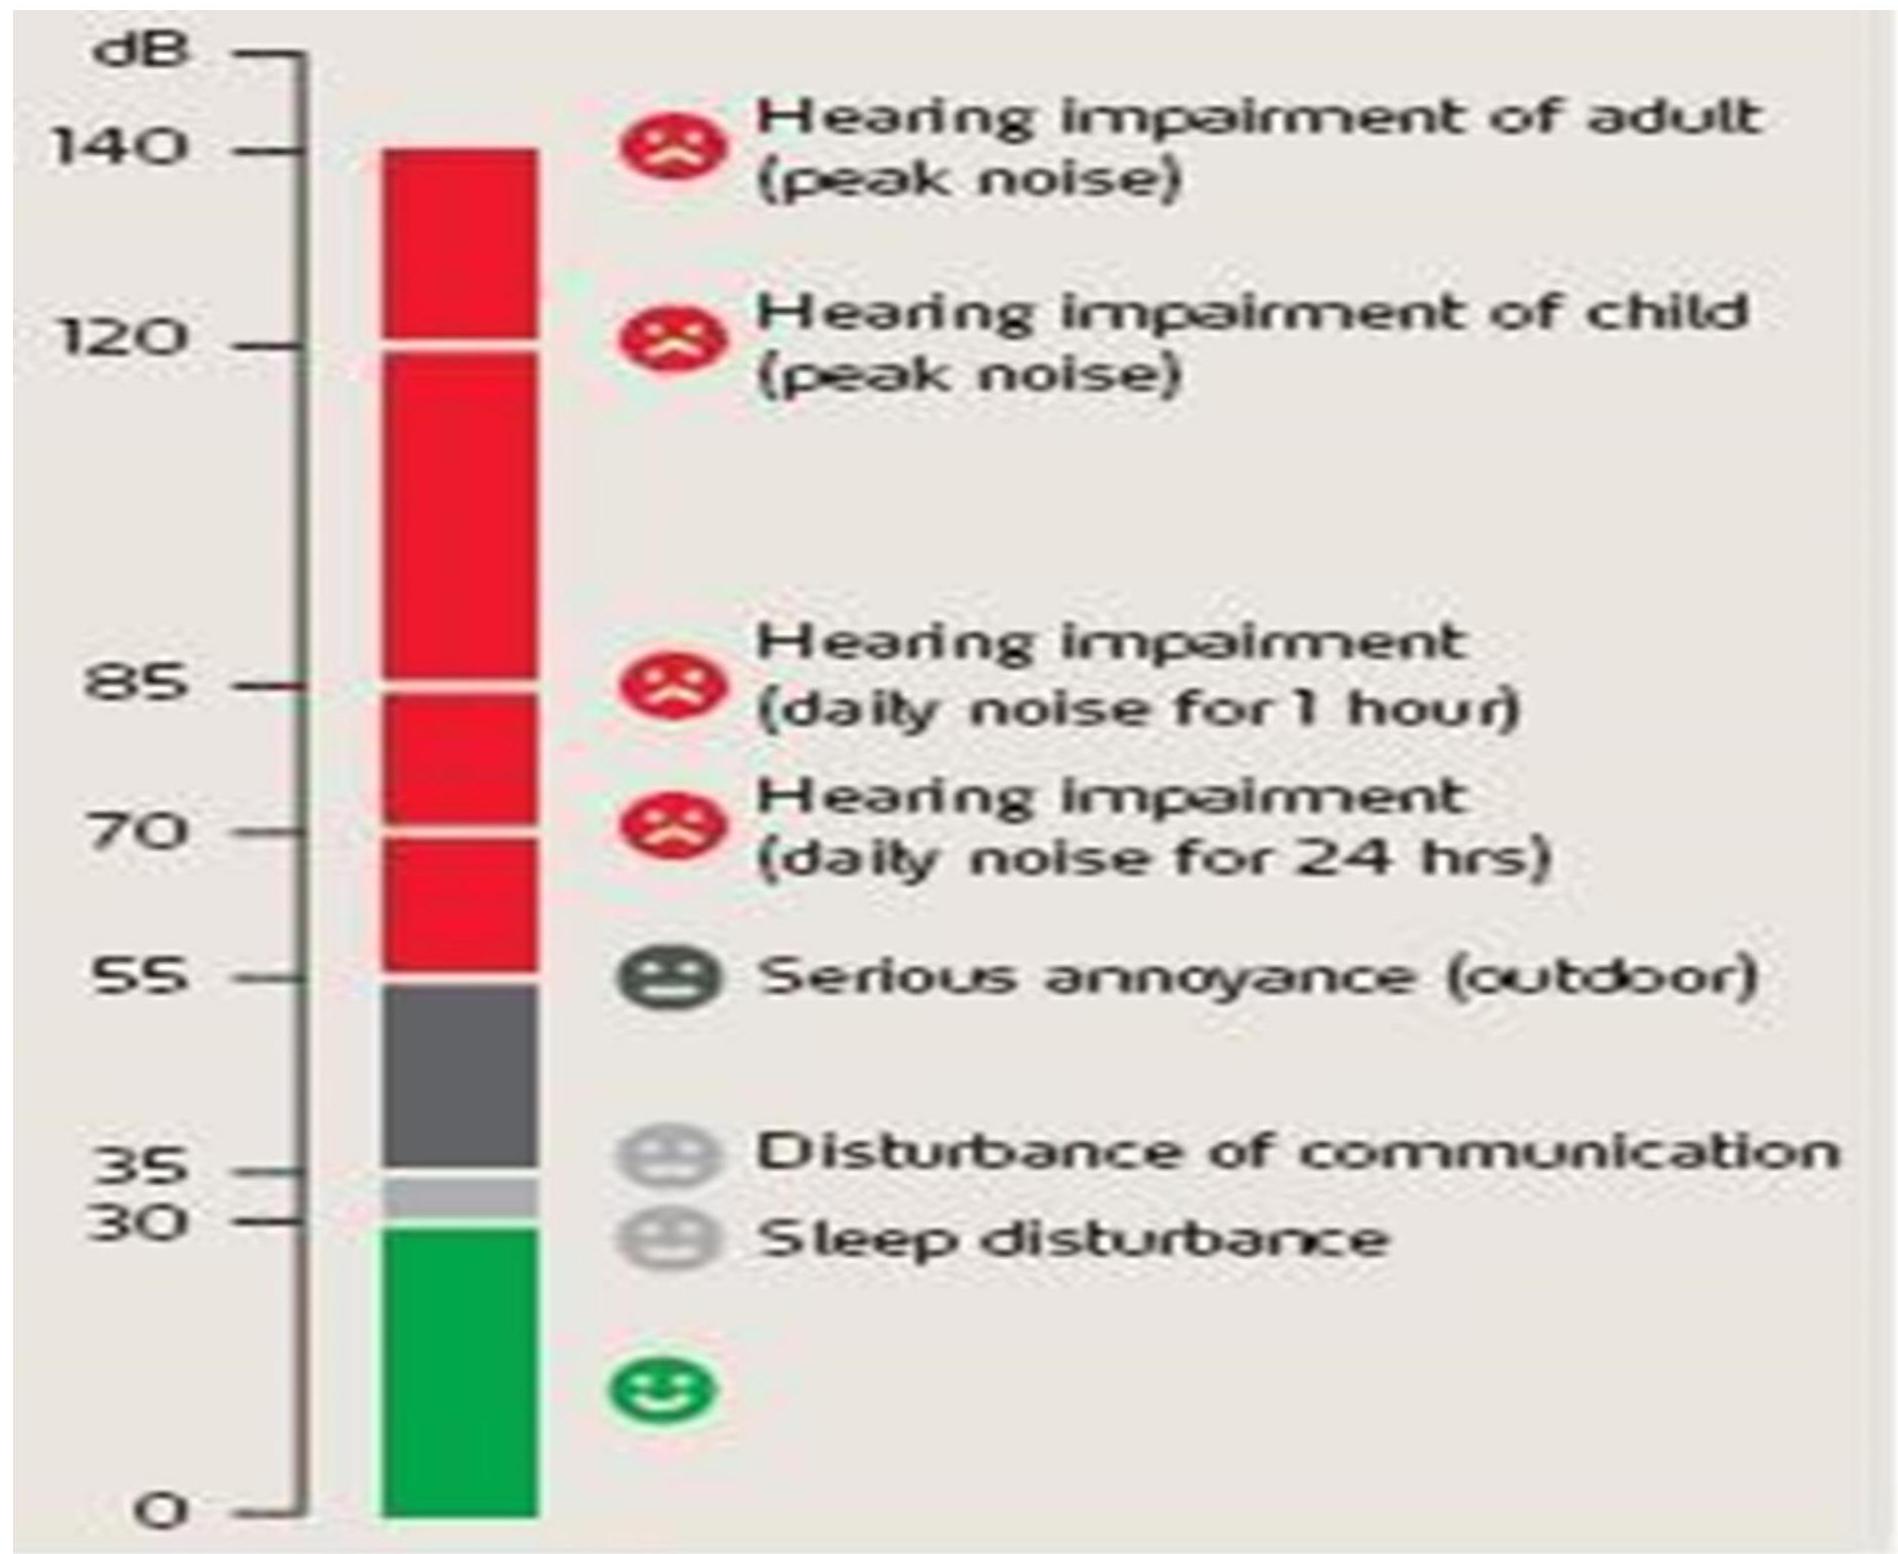 dB
140
Hearing impairment of adult
(peak noise)
120
Hearing impairment of child
(peak noise)
85
Hearing impairment
(daily noise for 1 hour)
70
Hearing impairment
(daily noise for 24 hrs)
55
Serious annoyance (outdoor)
35
Disturbance of communication
30
Sleep disturbance
0